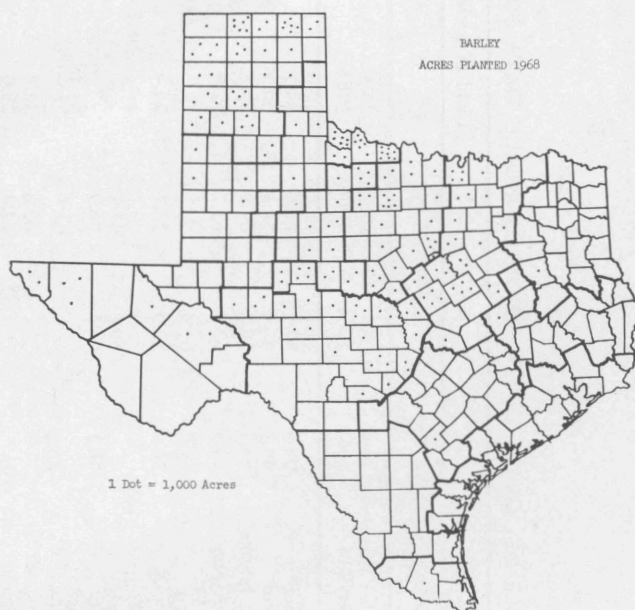 BARLEY
ACRES PLANTED 1968
1 Dot = 1,000 Acres